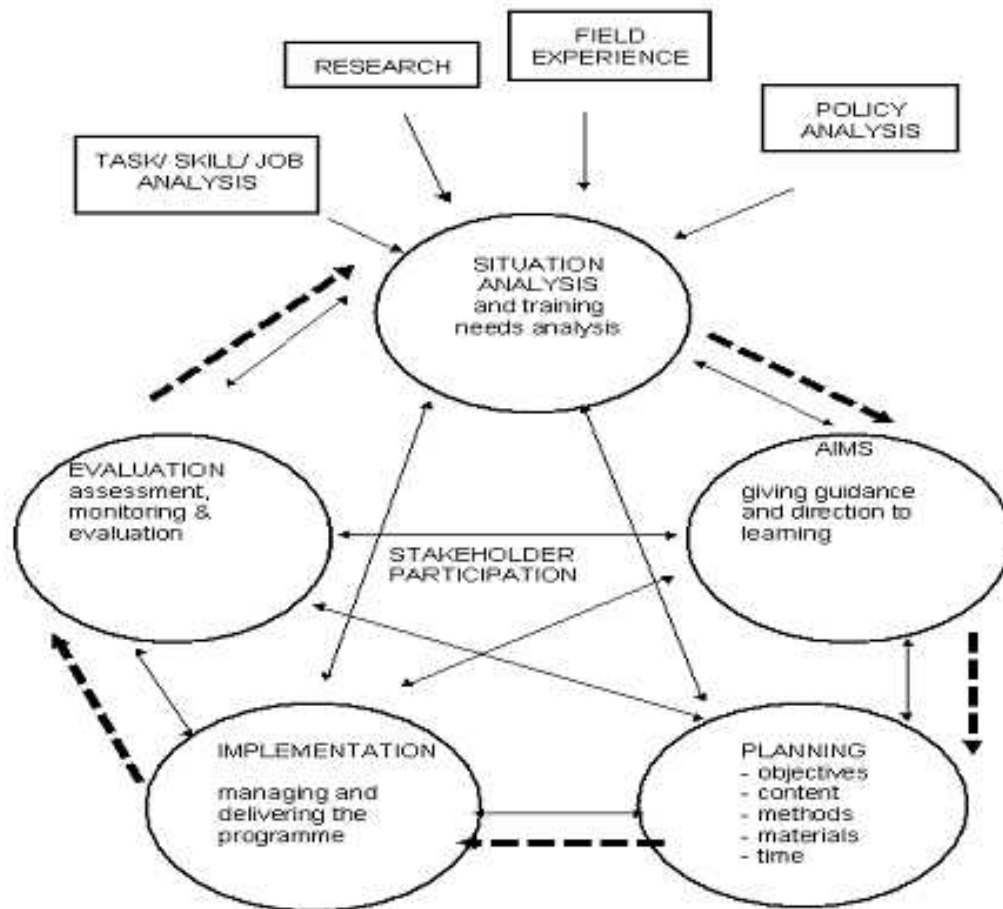 FIELD
EXPERIENCE
RESEARCH
POLICY
ANALYSIS
TASK/ SKILL/ JOB
ANALYSIS
SITUATION
ANALYSIS
and training
needs analysis
EVALUATION
assessment,
monitoring &
evaluation
AIMS
giving guidance
and direction to
learning
STAKEHOLDER
PARTICIPATION
IMPLEMENTATION
managing and
delivering the
programme
PLANNING
- objectives
- content
- methods
- materials
- time